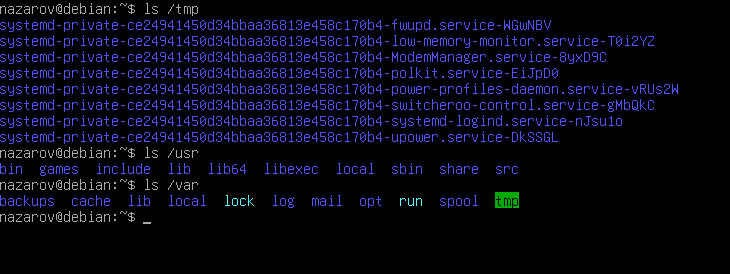 nazarov@debian:~$ ls /tmp
systemd-private-ce24941450d34bbaa36813e458c170b4-fwupd.service-WGwNBV
systemd-private-ce24941450d34bbaa36813e458c170b4-low-memory-monitor.service-T0i2YZ
systemd-private-ce24941450d34bbaa36813e458c170b4-ModemManager.service-8yxD9C
systemd-private-ce24941450d34bbaa36813e458c170b4-polkit.service-EiJpD0
systemd-private-ce24941450d34bbaa36813e458c170b4-power-profiles-daemon.service-vRUs2W
systemd-private-ce24941450d34bbaa36813e458c170b4-switcheroo-control.service-gMbQkC
systemd-private-ce24941450d34bbaa36813e458c170b4-systemd-logind.service-nJsu1o
systemd-private-ce24941450d34bbaa36813e458c170b4-upower.service-DkSSGL
nazarov@debian:~$ ls /usr
bin games include lib lib64 libexec local sbin share src
nazarov@debian:~$ ls /var
backups cache lib local lock log mail opt run spool tmp
nazarov@debian:~$ _